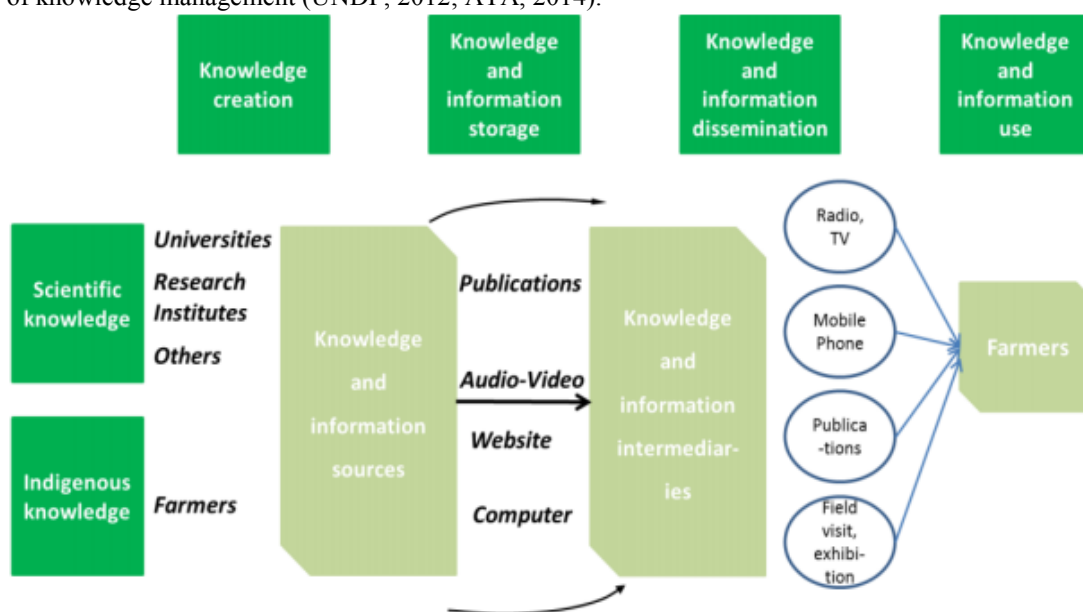 of knowledge management (UNDP, 2012; ATA, 2014).
Knowledge
creation
Knowledge
and
information
storage
Knowledge
and
information
dissemination
Knowledge
and
information
use
Scientific
knowledge
Universities
Research
Institutes
Others
Indigenous
knowledge
Farmers
Knowledge
and
information
sources
Publications
Audio-Video
Website
Computer
Knowledge
and
information
intermediar-
ies
Radio,
TV
Mobile
Phone
Publica
-tions
Field
visit,
exhibi-
tion
Farmers